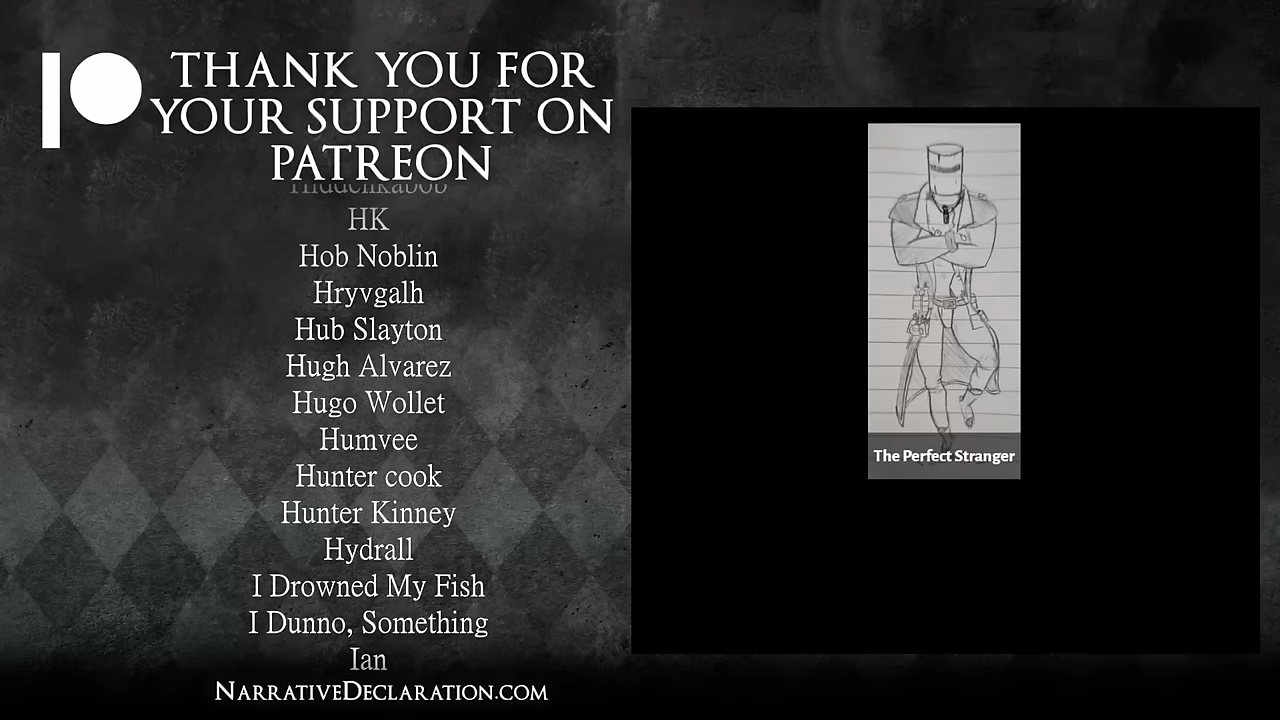 THANK YOU FOR
YOUR SUPPORT ON
PATREON
HK
Hob Noblin
Hryvgalh
Hub Slayton
Hugh Alvarez
Hugo Wollet
Humvee
Hunter cook
Hunter Kinney
Hydrall
I Drowned My Fish
I Dunno, Something
Ian
NARRATIVEDECLARATION.COM
The Perfect Stranger